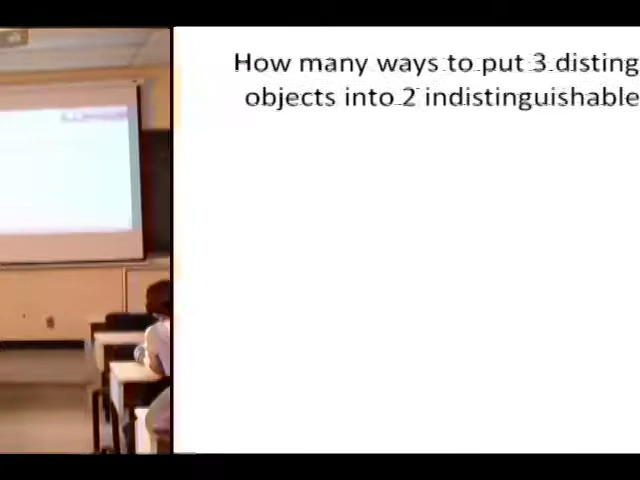 How many ways to put 3 disting
objects into 2 indistinguishable